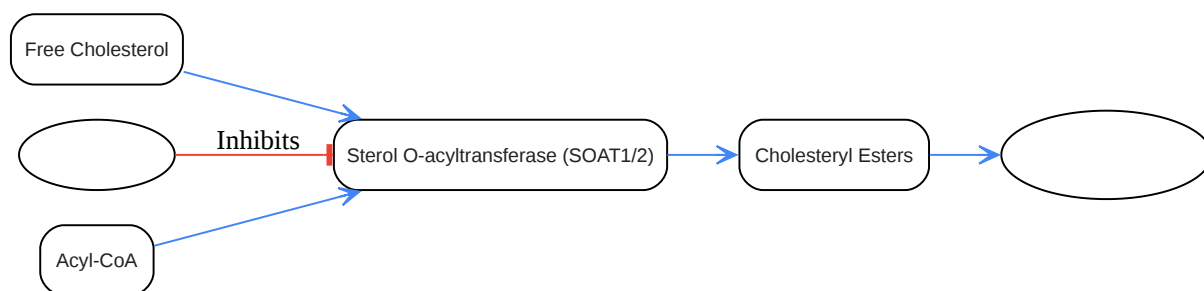 Free Cholesterol
Inhibits
Sterol O-acyltransferase (SOAT1/2)
Cholesteryl Esters
Acyl-CoA